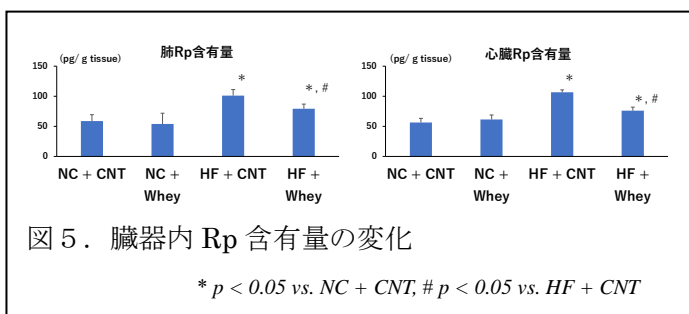 肺Rp含有量
(pg/ g tissue)
150
100
50
0
*
*, #
NC + CNT
NC +
Whey
HF + CNT
HF +
Whey
心臓Rp含有量
(pg/ g tissue)
150
100
50
0
*
*, #
NC + CNT
NC +
Whey
HF + CNT
HF +
Whey
図５．臓器内 Rp 含有量の変化
* p < 0.05 vs. NC + CNT, # p < 0.05 vs. HF + CNT